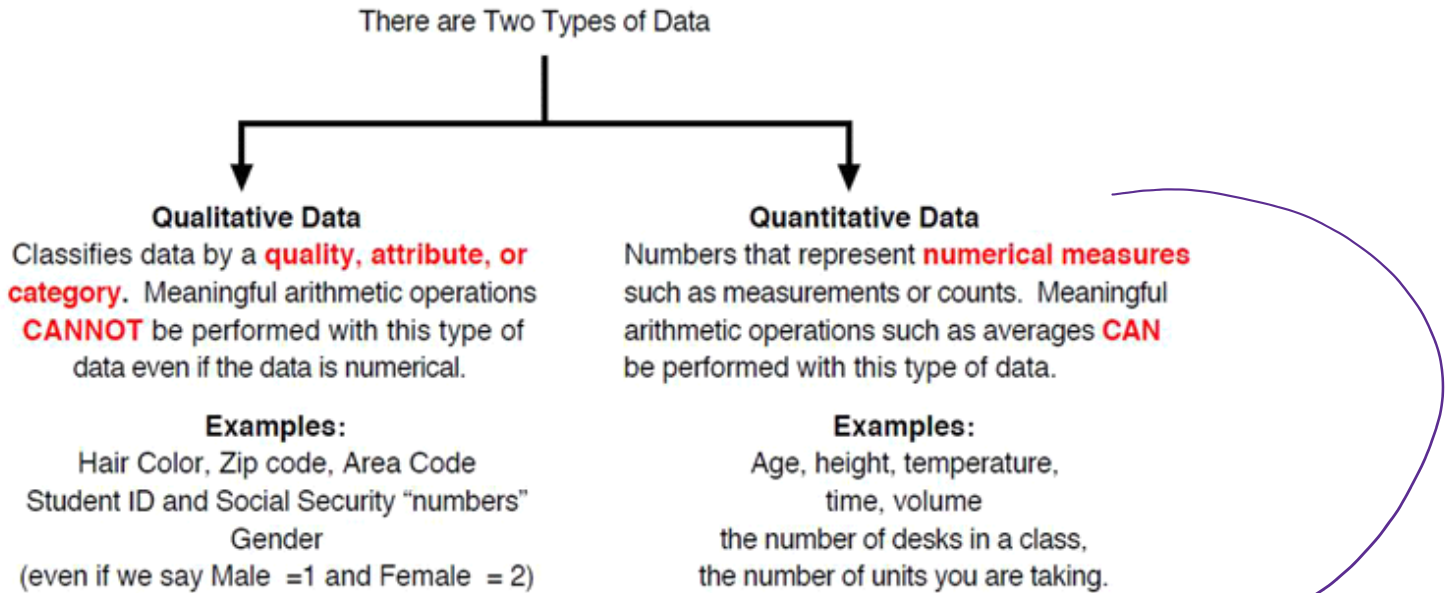 There are Two Types of Data
Qualitative Data
Classifies data by a quality, attribute, or
category. Meaningful arithmetic operations
CANNOT be performed with this type of
data even if the data is numerical.
Examples:
Hair Color, Zip code, Area Code
Student ID and Social Security “numbers”
Gender
(even if we say Male =1 and Female = 2)
Quantitative Data
Numbers that represent numerical measures
such as measurements or counts. Meaningful
arithmetic operations such as averages CAN
be performed with this type of data.
Examples:
Age, height, temperature,
time, volume
the number of desks in a class,
the number of units you are taking.